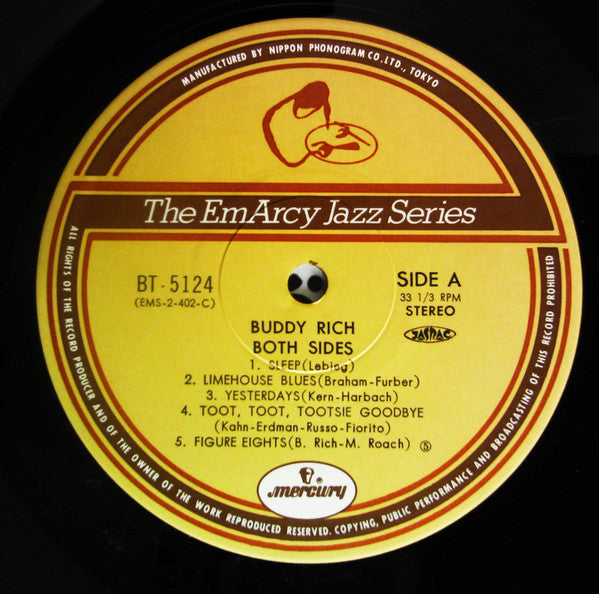 MANUFACTURED BY NIPPON PHONOGRAM CO., LTD., TOKYO
The EmArcy Jazz Series
BT-5124
(EMS-2-402-C)
SIDE A
33 1/3 RPM
STEREO
JASRAC
BUDDY RICH
BOTH SIDES
1. SLEEP(Lebieg)
2. LIMEHOUSE BLUES(Braham-Furber)
3. YESTERDAYS(Kern-Harbach)
4. TOOT, TOOT, TOOTSIE GOODBYE
(Kahn-Erdman-Russo-Fiorito)
5. FIGURE EIGHTS(B. Rich-M. Roach) ⑤
mercury
ALL RIGHTS OF THE RECORD PRODUCER AND OF THE OWNER OF THE WORK REPRODUCED RESERVED. COPYING, PUBLIC PERFORMANCE AND BROADCASTING OF THIS RECORD PROHIBITED